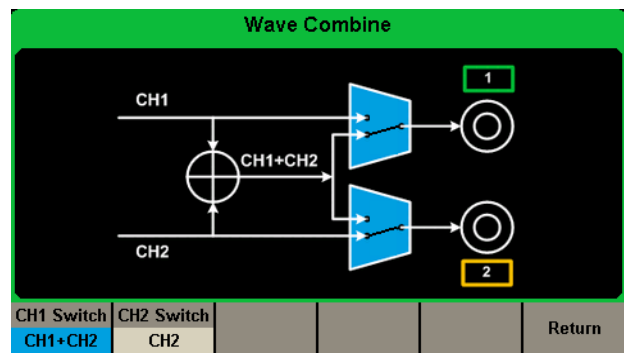 Wave Combine
1
CH1
CH1+CH2
CH2
2
CH1 Switch CH2 Switch
CH1+CH2 CH2 Return